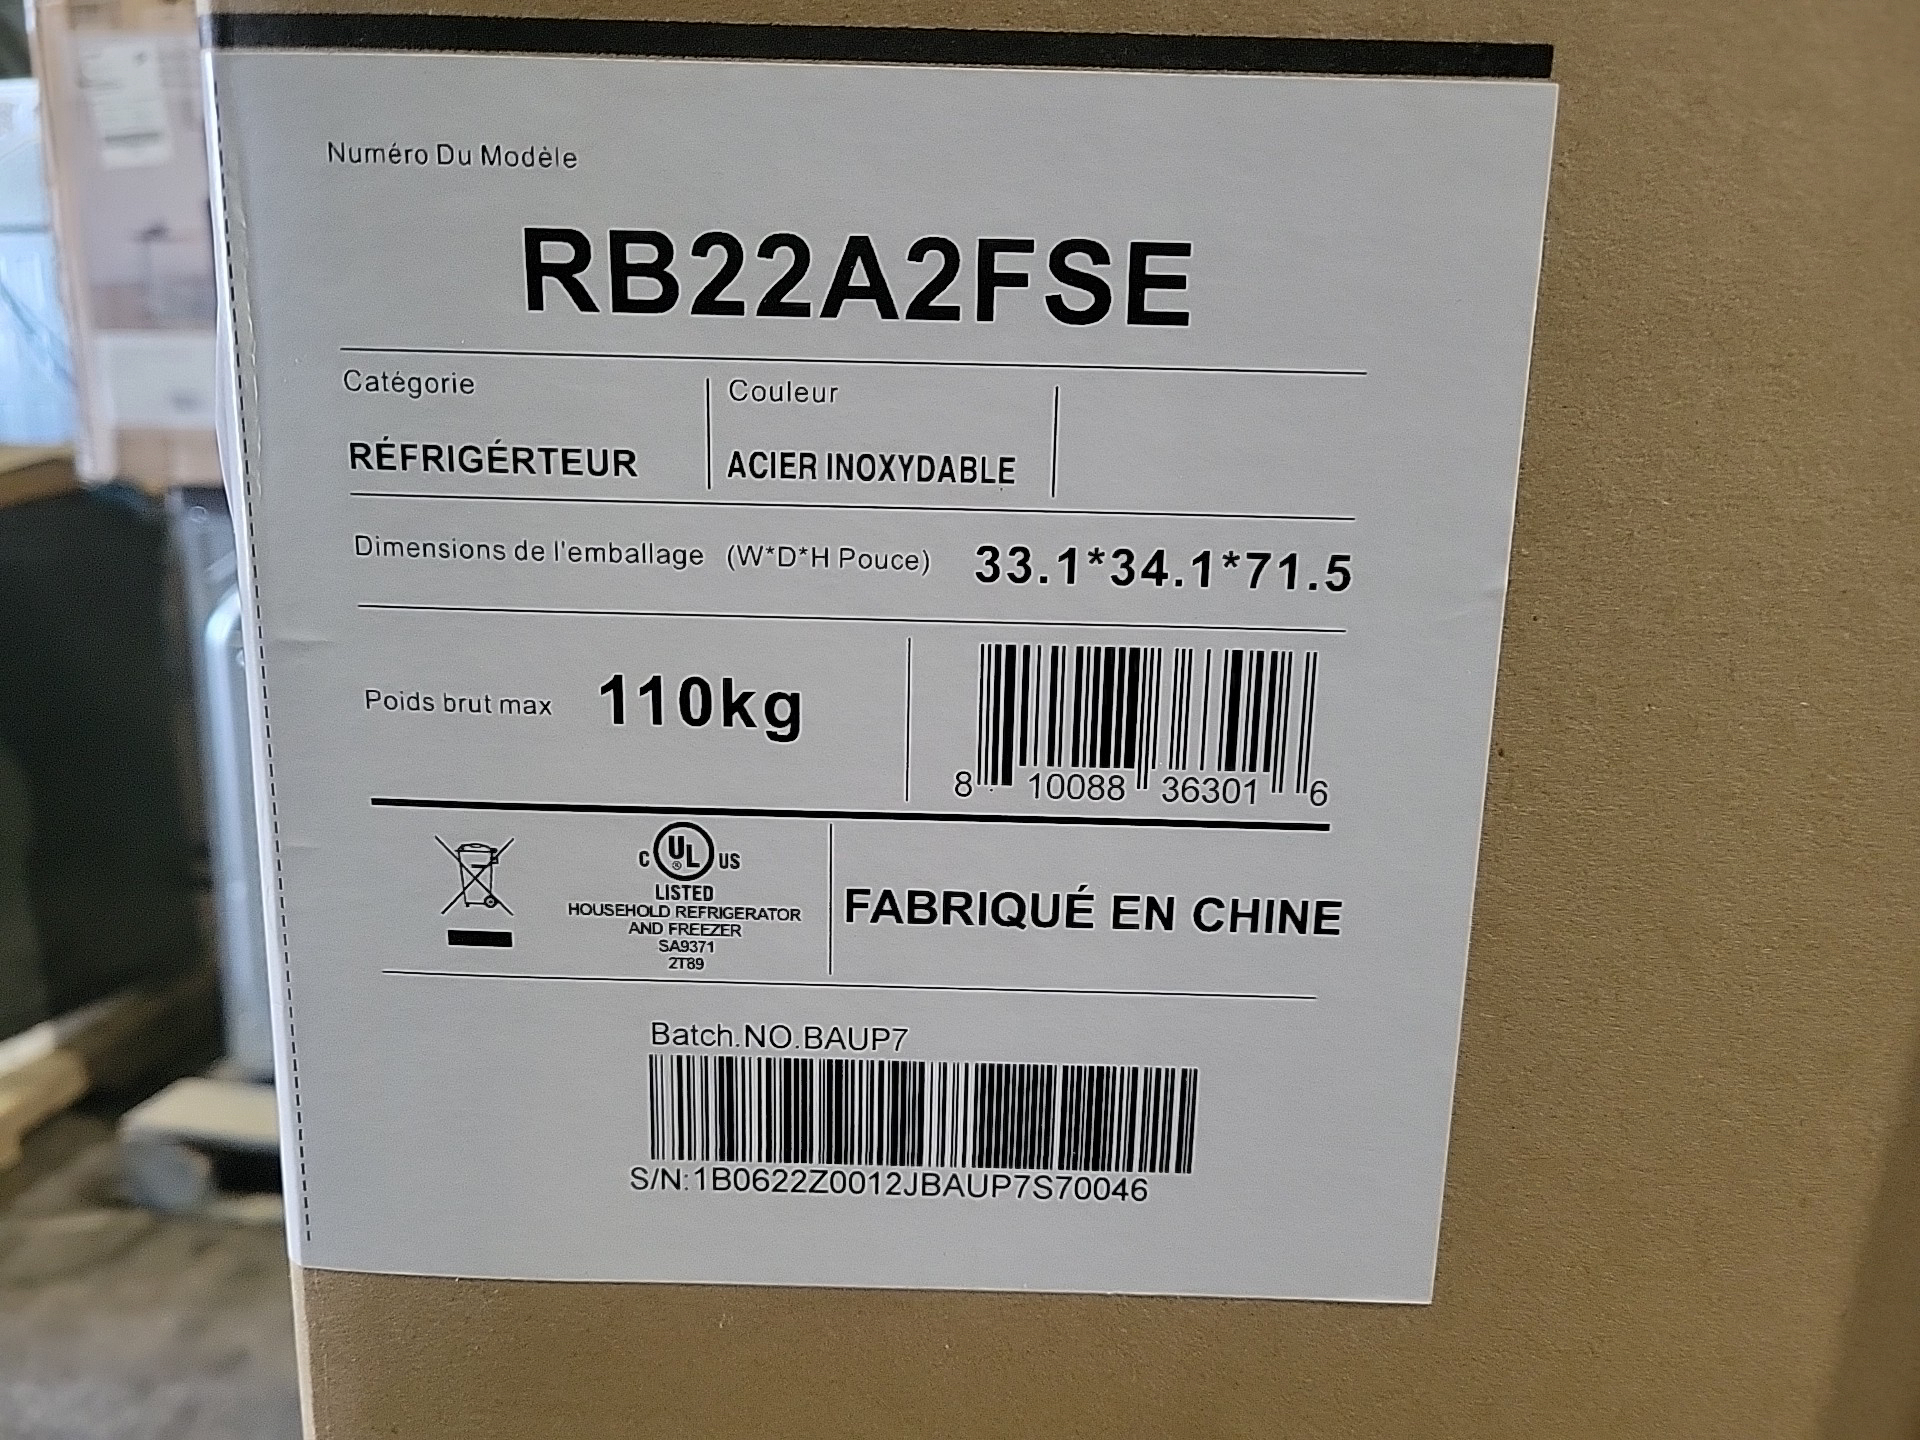 Numéro Du Modèle
RB22A2FSE
Catégorie
Couleur
RÉFRIGÉRTEUR
ACIER INOXYDABLE
Dimensions de l'emballage (W*D*H Pouce) 33.1*34.1*71.5
Poids brut max 110kg
8 10088 36301 6
C UL ® US
LISTED
HOUSEHOLD REFRIGERATOR
AND FREEZER
SA9371
2T89
FABRIQUÉ EN CHINE
Batch.NO.BAUP7
S/N:1B0622Z0012JBAUP7S70046